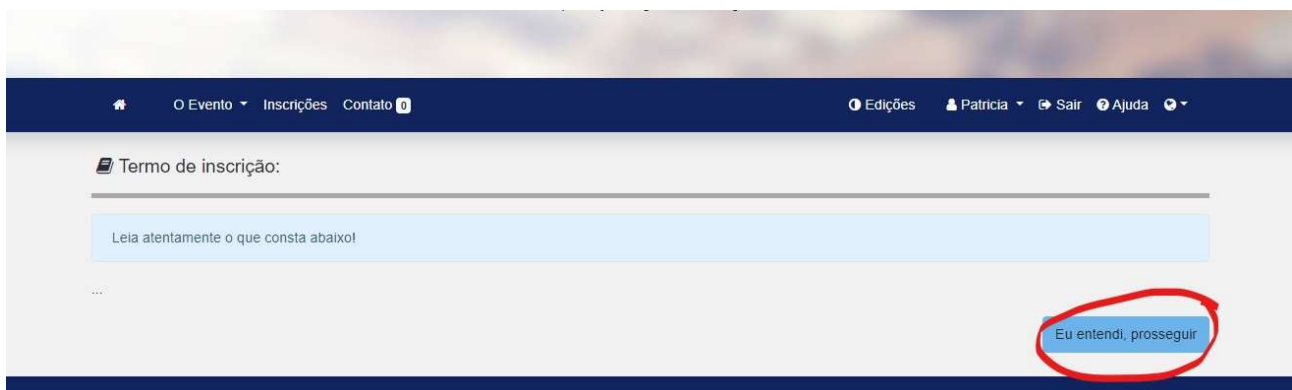 O Evento Inscrições Contato 0 Edições Patricia Sair Ajuda
Termo de inscrição:
Leia atentamente o que consta abaixo!
...
Eu entendi, prosseguir